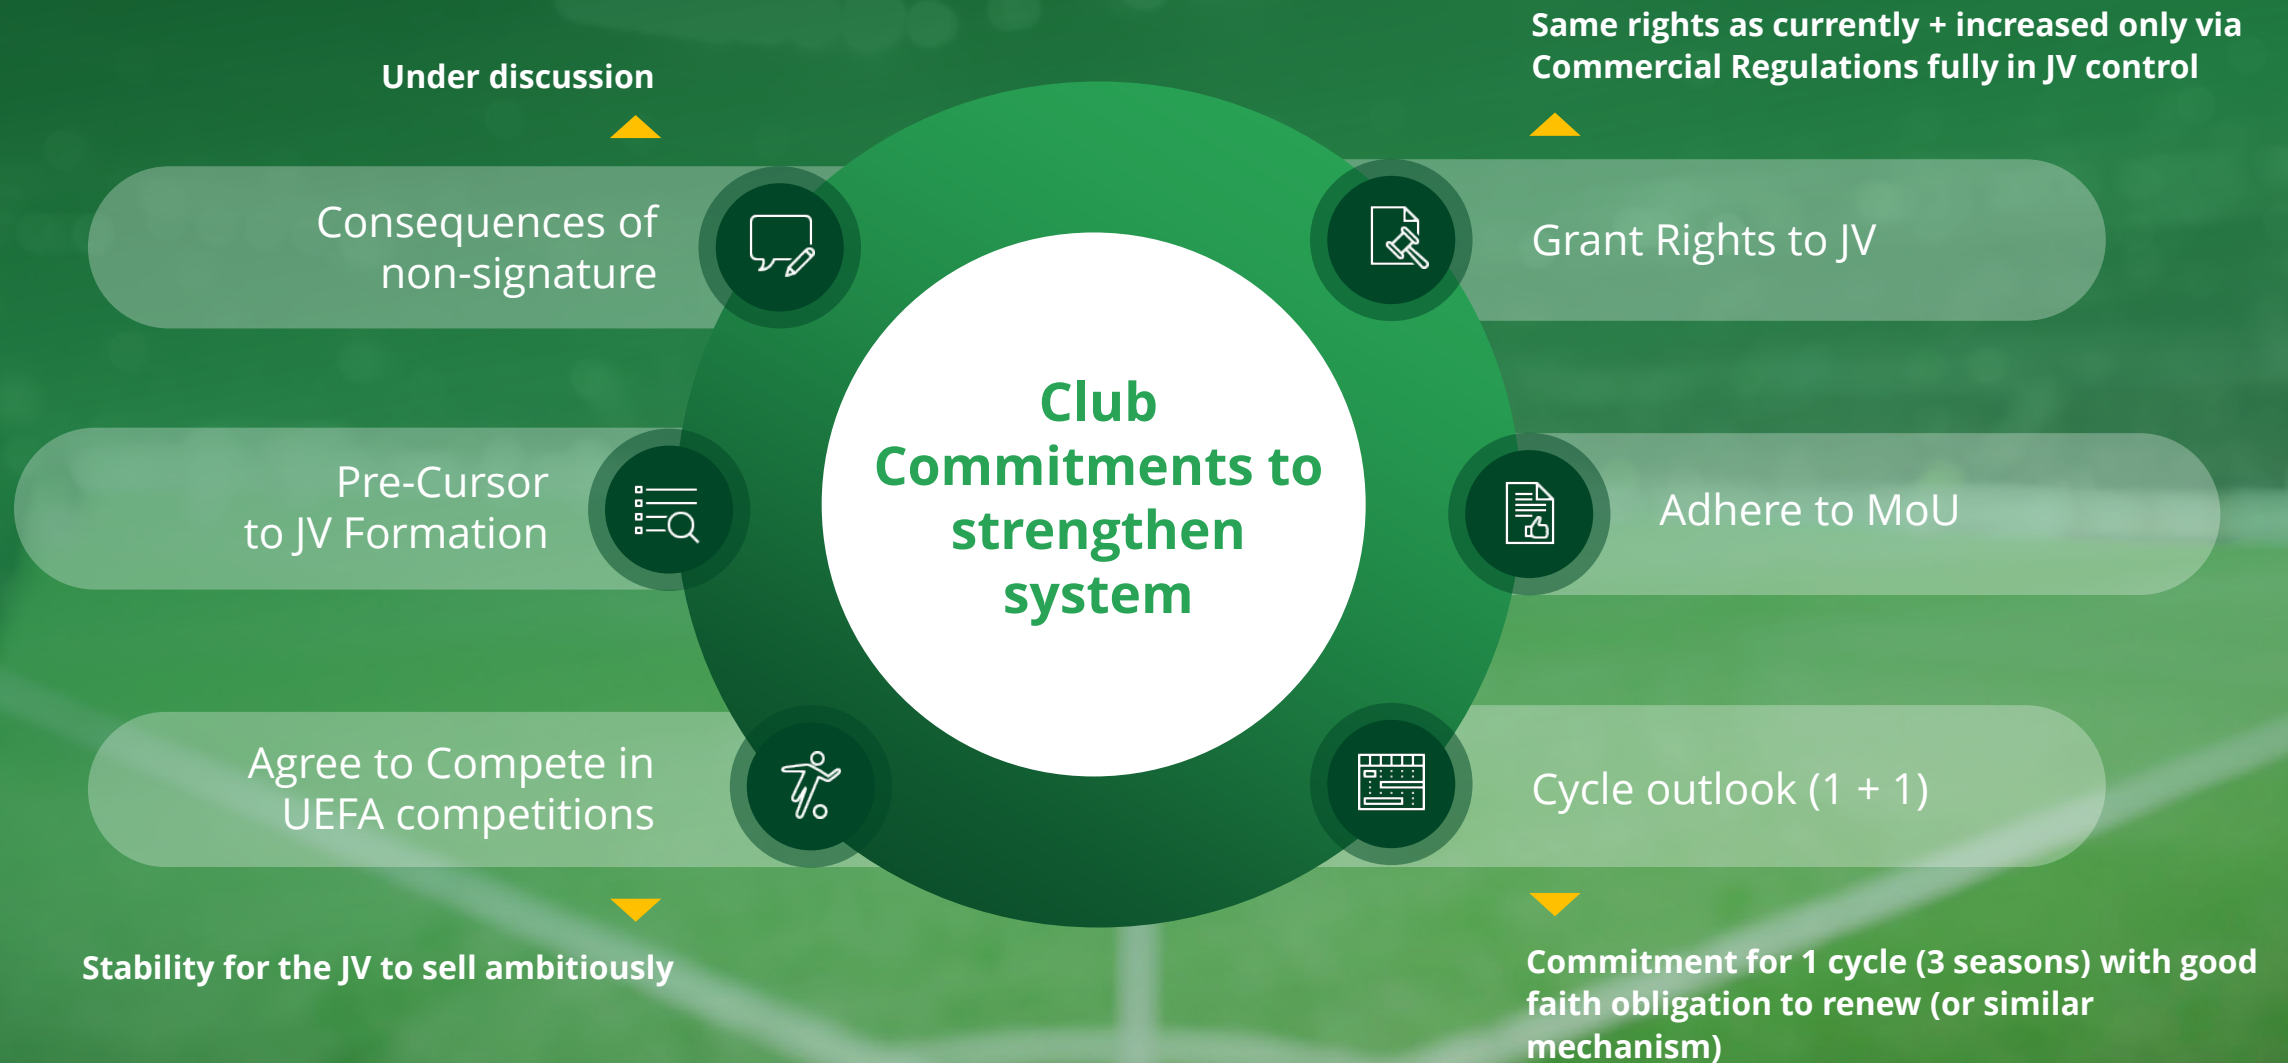 Under discussion
Consequences of
non-signature
Pre-Cursor
to JV Formation
Agree to Compete in
UEFA competitions
Stability for the JV to sell ambitiously
Club
Commitments to
strengthen
system
Same rights as currently + increased only via
Commercial Regulations fully in JV control
Grant Rights to JV
Adhere to MoU
Cycle outlook (1 + 1)
Commitment for 1 cycle (3 seasons) with good
faith obligation to renew (or similar
mechanism)